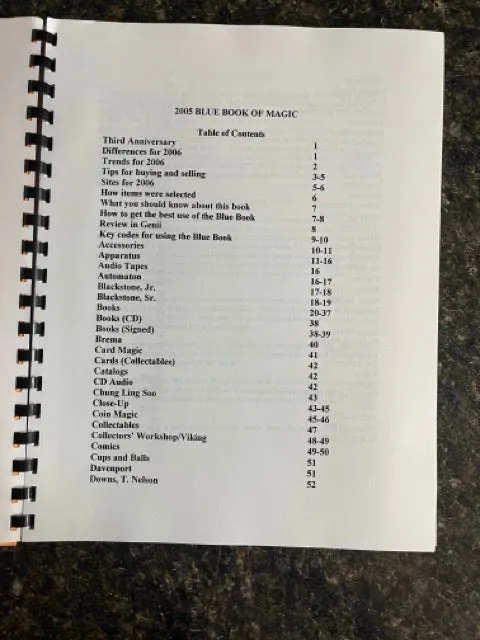 2005 BLUE BOOK OF MAGIC
Table of Contents
Third Anniversary 1
Differences for 2006 1
Trends for 2006 2
Tips for buying and selling 3-5
Sites for 2006 5-6
How items were selected 6
What you should know about this book 7
How to get the best use of the Blue Book 7-8
Review in Genii 8
Key codes for using the Blue Book 9-10
Accessories 10-11
Apparatus 11-16
Audio Tapes 16
Automaton 16-17
Blackstone, Jr. 17-18
Blackstone, Sr. 18-19
Books 20-37
Books (CD) 38
Books (Signed) 38-39
Brema 40
Card Magic 41
Cards (Collectables) 42
Catalogs 42
CD Audio 42
Chung Ling Soo 43
Close-Up 43-45
Coin Magic 45-46
Collectables 47
Collectors' Workshop/Viking 48-49
Comics 49-50
Cups and Balls 51
Davenport 51
Downs, T. Nelson 52